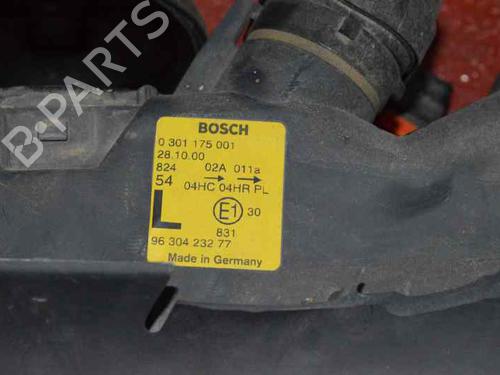 B-PARTS
BOSCH
0 301 175 001
28.10.00
824 02A 011a
54 → →
04HC 04HR PL
L E1 30
831
96 304 232 77
Made in Germany